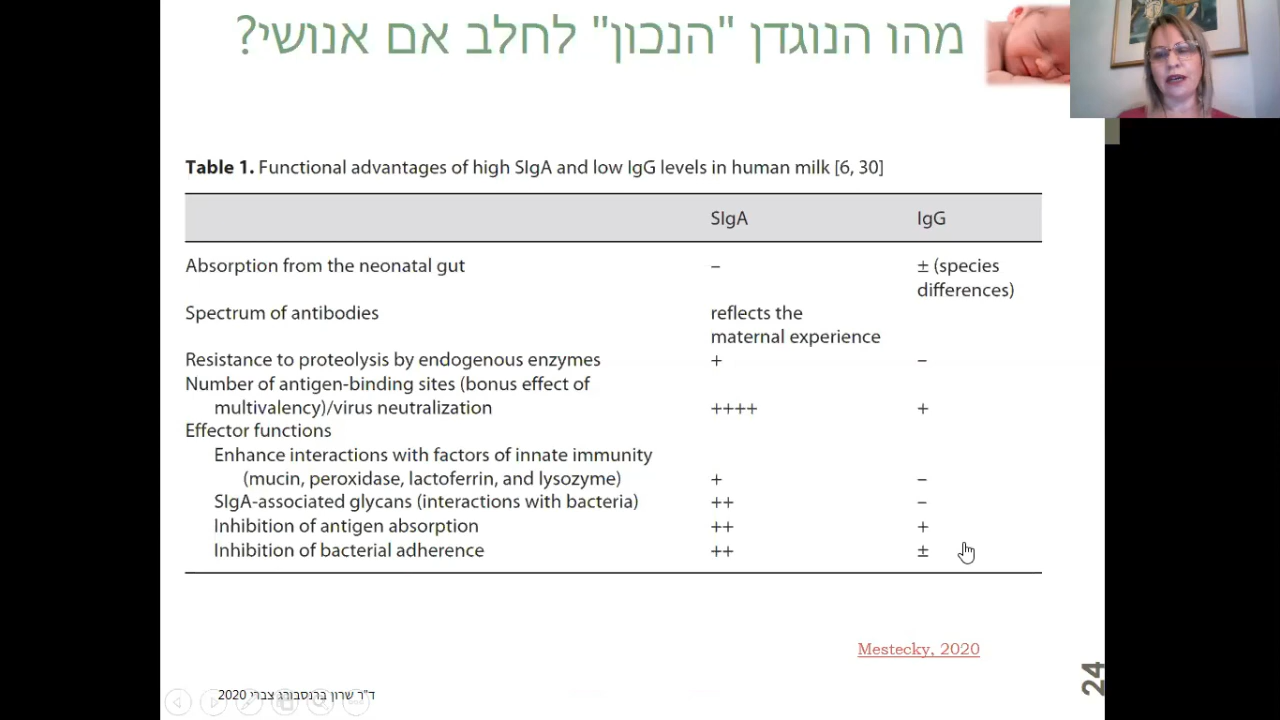 מהו הנוגדן "הנכון" לחלב אם אנושי?
Table 1. Functional advantages of high SIgA and low IgG levels in human milk [6, 30]
SIgA IgG
Absorption from the neonatal gut – ± (species
differences)
Spectrum of antibodies reflects the
maternal experience
Resistance to proteolysis by endogenous enzymes + –
Number of antigen-binding sites (bonus effect of
multivalency)/virus neutralization ++++ +
Effector functions
Enhance interactions with factors of innate immunity
(mucin, peroxidase, lactoferrin, and lysozyme) + –
SIgA-associated glycans (interactions with bacteria) ++ –
Inhibition of antigen absorption ++ +
Inhibition of bacterial adherence ++ ±
Mestecky, 2020
24
ד"ר שרון ברנסבורג צברי 2020